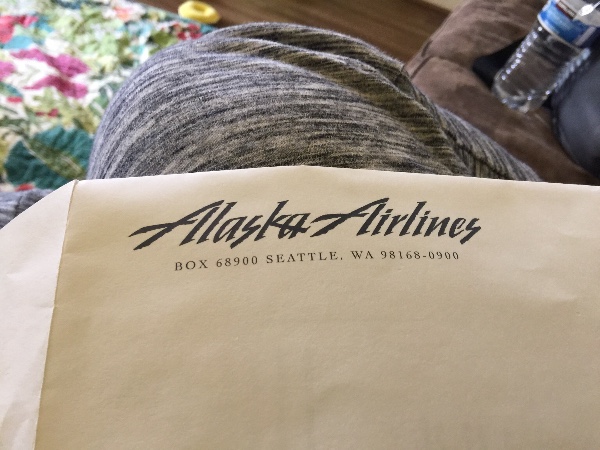 Alaska Airlines
BOX 68900 SEATTLE, WA 98168-0900